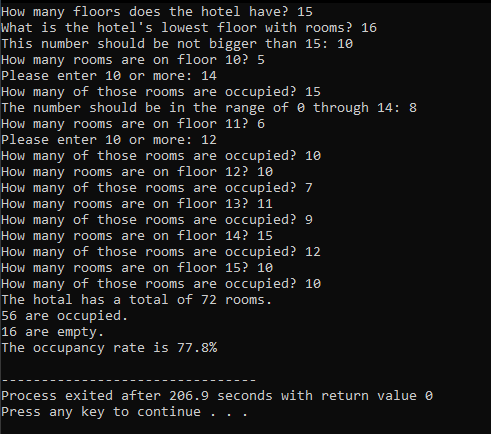 How many floors does the hotel have? 15
What is the hotel's lowest floor with rooms? 16
This number should be not bigger than 15: 10
How many rooms are on floor 10? 5
Please enter 10 or more: 14
How many of those rooms are occupied? 15
The number should be in the range of 0 through 14: 8
How many rooms are on floor 11? 6
Please enter 10 or more: 12
How many of those rooms are occupied? 10
How many rooms are on floor 12? 10
How many of those rooms are occupied? 7
How many rooms are on floor 13? 11
How many of those rooms are occupied? 9
How many rooms are on floor 14? 15
How many of those rooms are occupied? 12
How many rooms are on floor 15? 10
How many of those rooms are occupied? 10
The hotal has a total of 72 rooms.
56 are occupied.
16 are empty.
The occupancy rate is 77.8%
--------------------------------
Process exited after 206.9 seconds with return value 0
Press any key to continue . . .